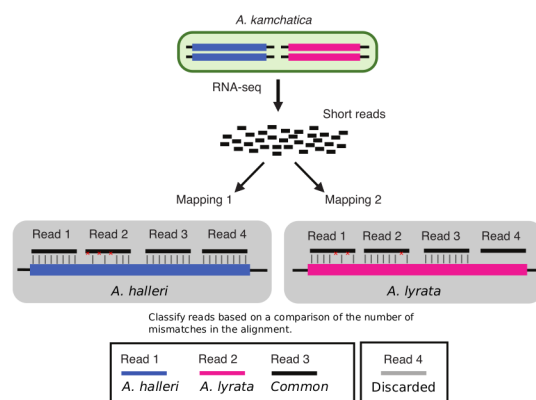 A. kamchatica
RNA-seq
Short reads
Mapping 1
Mapping 2
Read 1 Read 2 Read 3 Read 4
A. halleri
Read 1 Read 2 Read 3 Read 4
A. lyrata
Classify reads based on a comparison of the number of
mismatches in the alignment.
Read 1 Read 2 Read 3
A. halleri A. lyrata Common
Read 4
Discarded